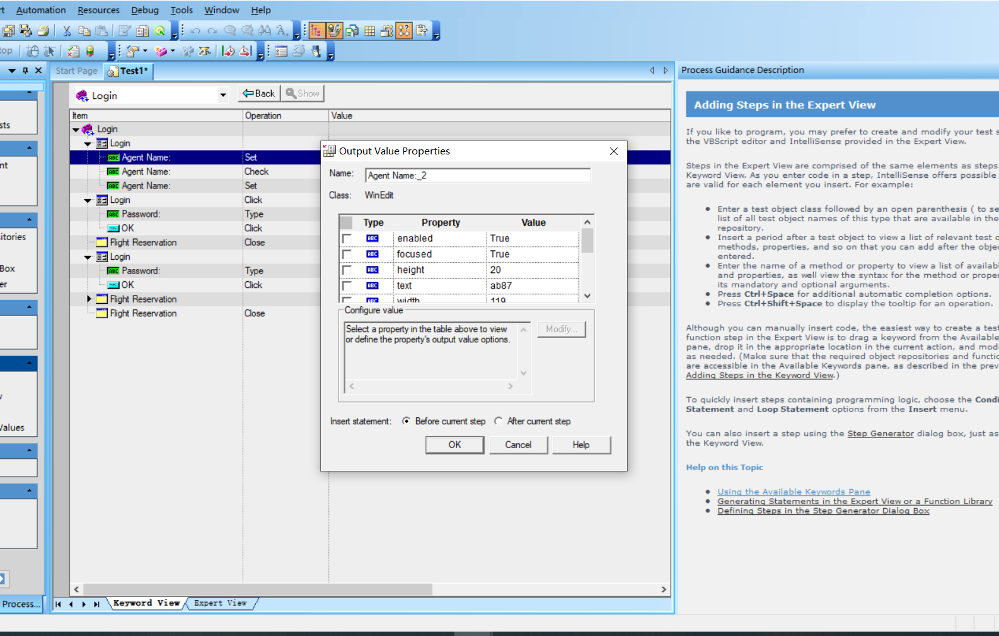 rt Automation Resources Debug Tools Window Help
top
Start Page Test1*
Process Guidance Description
Login Back Show
Item Operation Value
Login
Login
Agent Name: Set
Agent Name: Check
Agent Name: Set
Login Click
Password: Type
OK Click
Flight Reservation Close
Login
Password: Type
OK Click
Flight Reservation
Flight Reservation Close
sts
nt
sitories
Box
er
Values
Process...
Keyword View Expert View
Output Value Properties
Name: Agent Name:_2
Class: WinEdit
Type Property Value
ABC enabled True
ABC focused True
ABC height 20
ABC text ab87
ABC width 119
Configure value
Select a property in the table above to view
or define the property's output value options.
Modify...
Insert statement: Before current step After current step
OK Cancel Help
Adding Steps in the Expert View
If you like to program, you may prefer to create and modify your test s
the VBScript editor and IntelliSense provided in the Expert View.
Steps in the Expert View are comprised of the same elements as steps
Keyword View. As you enter code in a step, IntelliSense offers possible
are valid for each element you insert. For example:
Enter a test object class followed by an open parenthesis ( to se
list of all test object names of this type that are available in the
repository.
Insert a period after a test object to view a list of relevant test o
methods, properties, and so on that you can add after the objec
entered.
Enter the name of a method or property to view a list of availabl
and properties, as well view the syntax for the method or proper
its mandatory and optional arguments.
Press Ctrl+Space for additional automatic completion options.
Press Ctrl+Shift+Space to display the tooltip for an operation.
Although you can manually insert code, the easiest way to create a test
function step in the Expert View is to drag a keyword from the Available
pane, drop it in the appropriate location in the current action, and modi
as needed. (Make sure that the required object repositories and functio
are accessible in the Available Keywords pane, as described in the prev
Adding Steps in the Keyword View.)
To quickly insert steps containing programming logic, choose the Condi
Statement and Loop Statement options from the Insert menu.
You can also insert a step using the Step Generator dialog box, just as
the Keyword View.
Help on this Topic
Using the Available Keywords Pane
Generating Statements in the Expert View or a Function Library
Defining Steps in the Step Generator Dialog Box